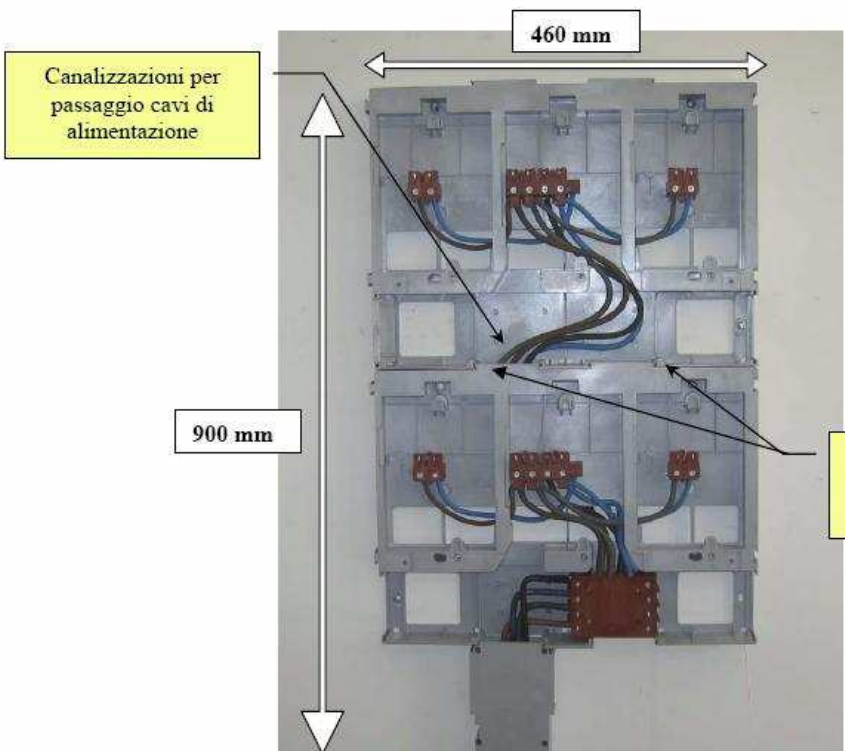 460 mm
Canalizzazioni per
passaggio cavi di
alimentazione
900 mm